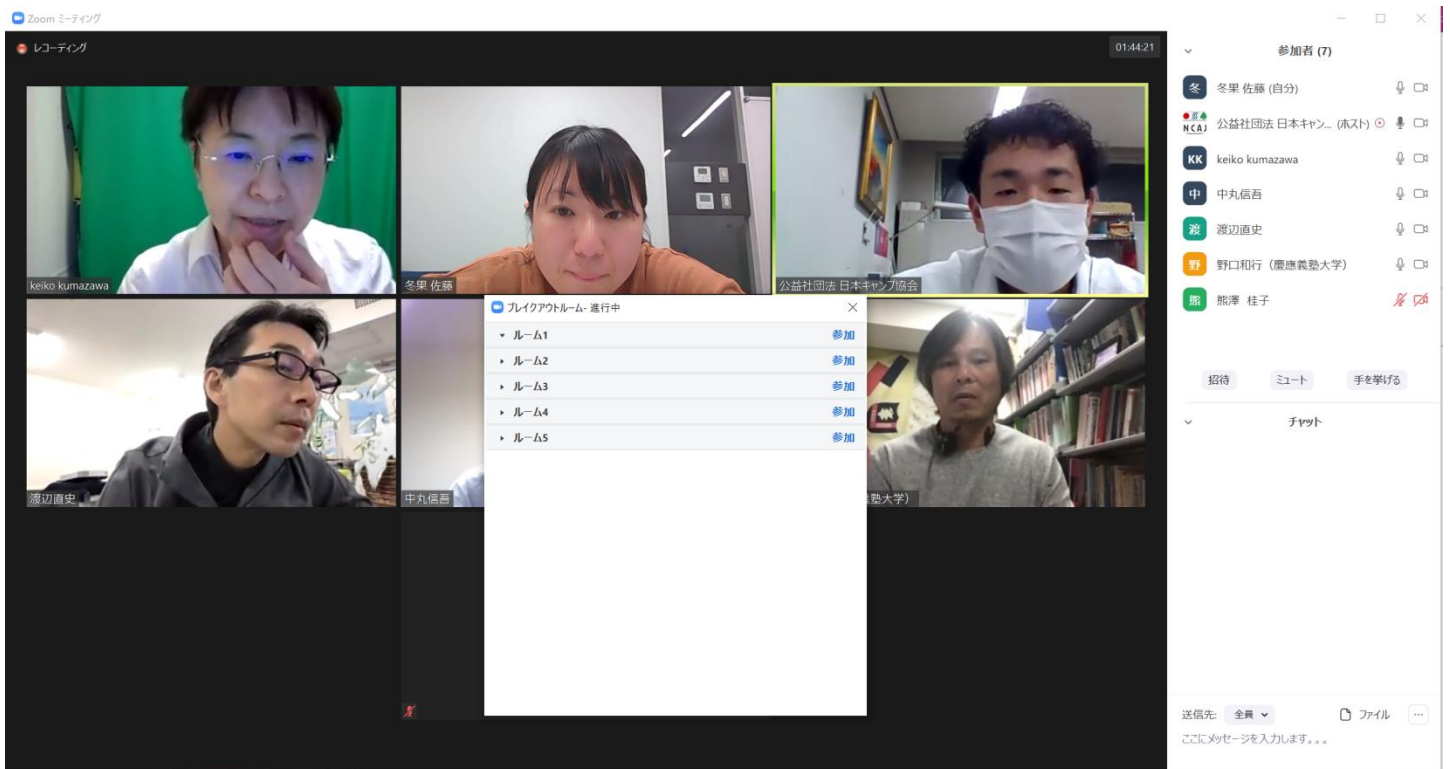 Zoom ミーティング
レコーディング
01:44:21
keiko kumazawa
冬果 佐藤
公益社団法 日本キャンプ協会
渡辺直史
中丸信吾
塾大学)
ブレイクアウトルーム- 進行中
ルーム1 参加
ルーム2 参加
ルーム3 参加
ルーム4 参加
ルーム5 参加
参加者 (7)
冬 冬果 佐藤 (自分)
NCAJ 公益社団法 日本キャン... (ホスト)
KK keiko kumazawa
中 中丸信吾
渡 渡辺直史
野 野口和行（慶應義塾大学）
熊 熊澤 桂子
招待 ミュート 手を挙げる
チャット
送信先: 全員 ファイル ...
ここにメッセージを入力します。。。